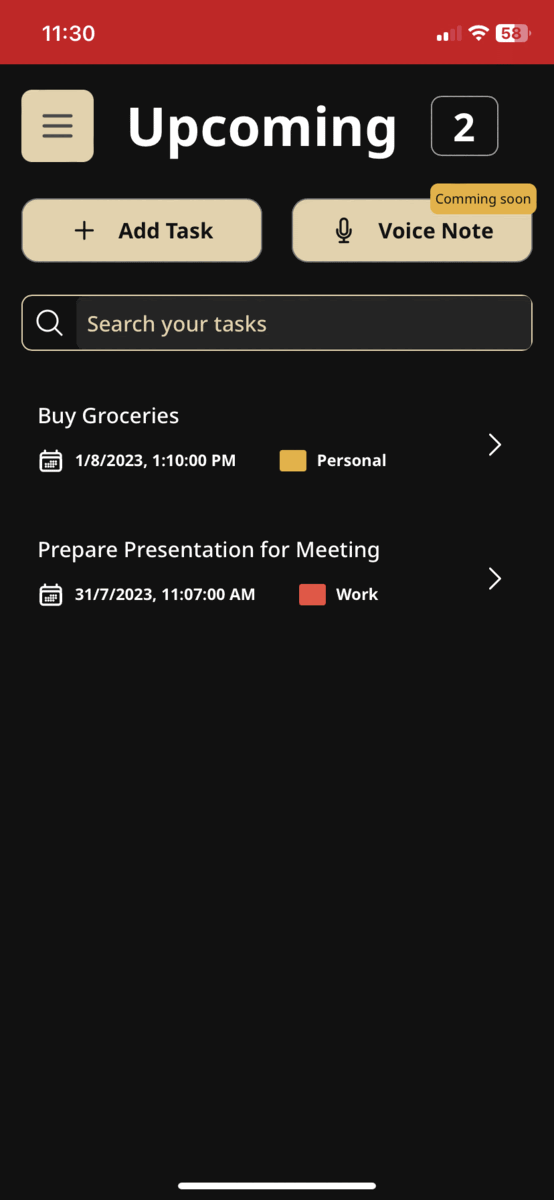 11:30
58
Upcoming
2
Comming soon
Add Task
Voice Note
Search your tasks
Buy Groceries
1/8/2023, 1:10:00 PM
Personal
Prepare Presentation for Meeting
31/7/2023, 11:07:00 AM
Work